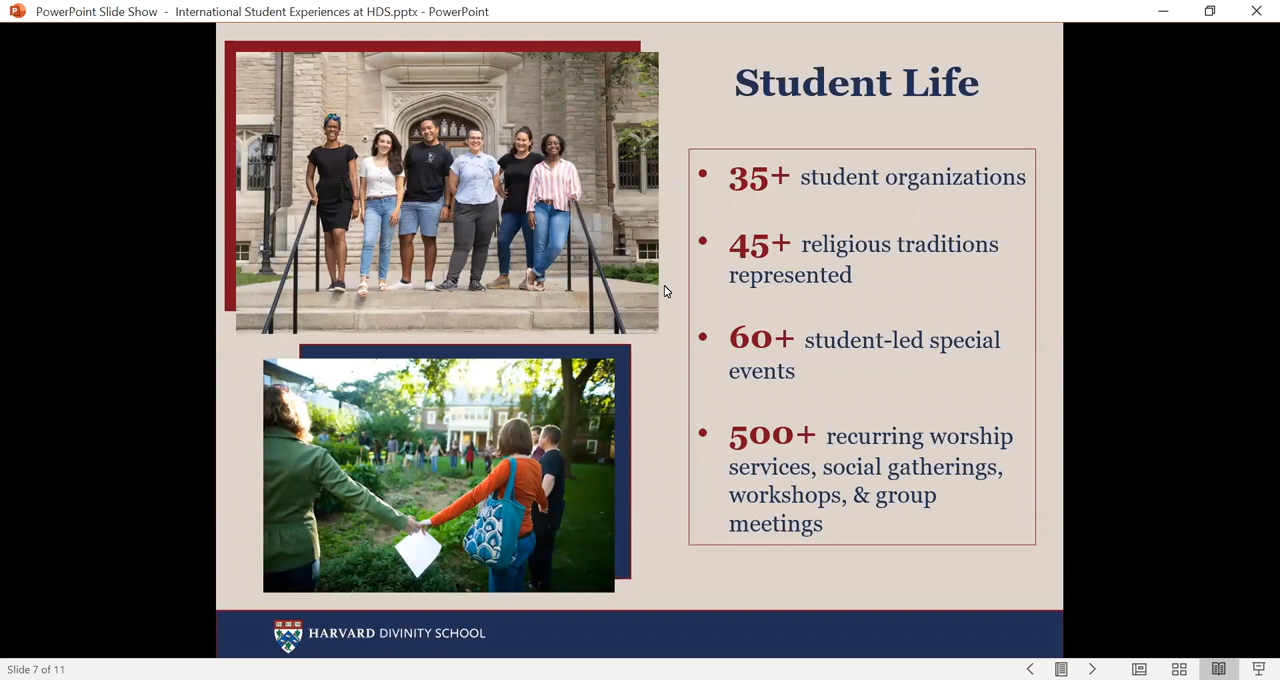 PowerPoint Slide Show - International Student Experiences at HDS.pptx - PowerPoint
Student Life
• 35+ student organizations
• 45+ religious traditions
represented
• 60+ student-led special
events
• 500+ recurring worship
services, social gatherings,
workshops, & group
meetings
HARVARD DIVINITY SCHOOL
Slide 7 of 11